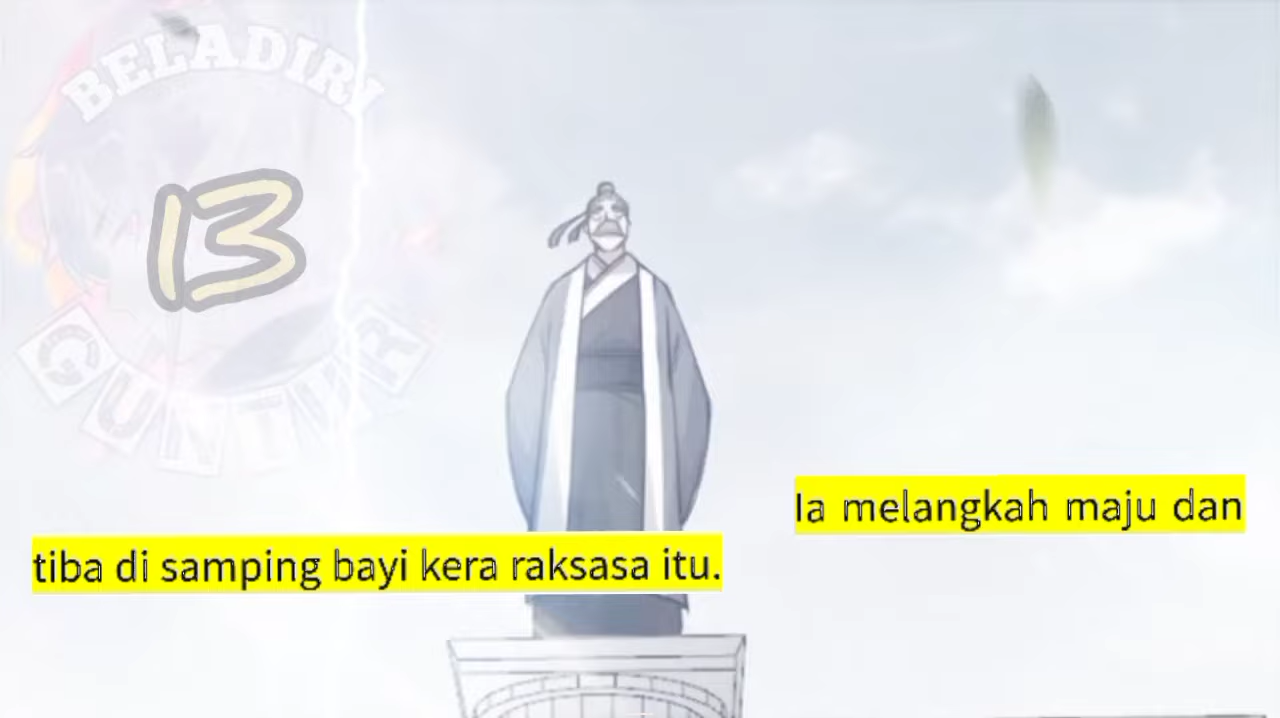 BELADIRI
13
GUNTUR
Ia melangkah maju dan
tiba di samping bayi kera raksasa itu.